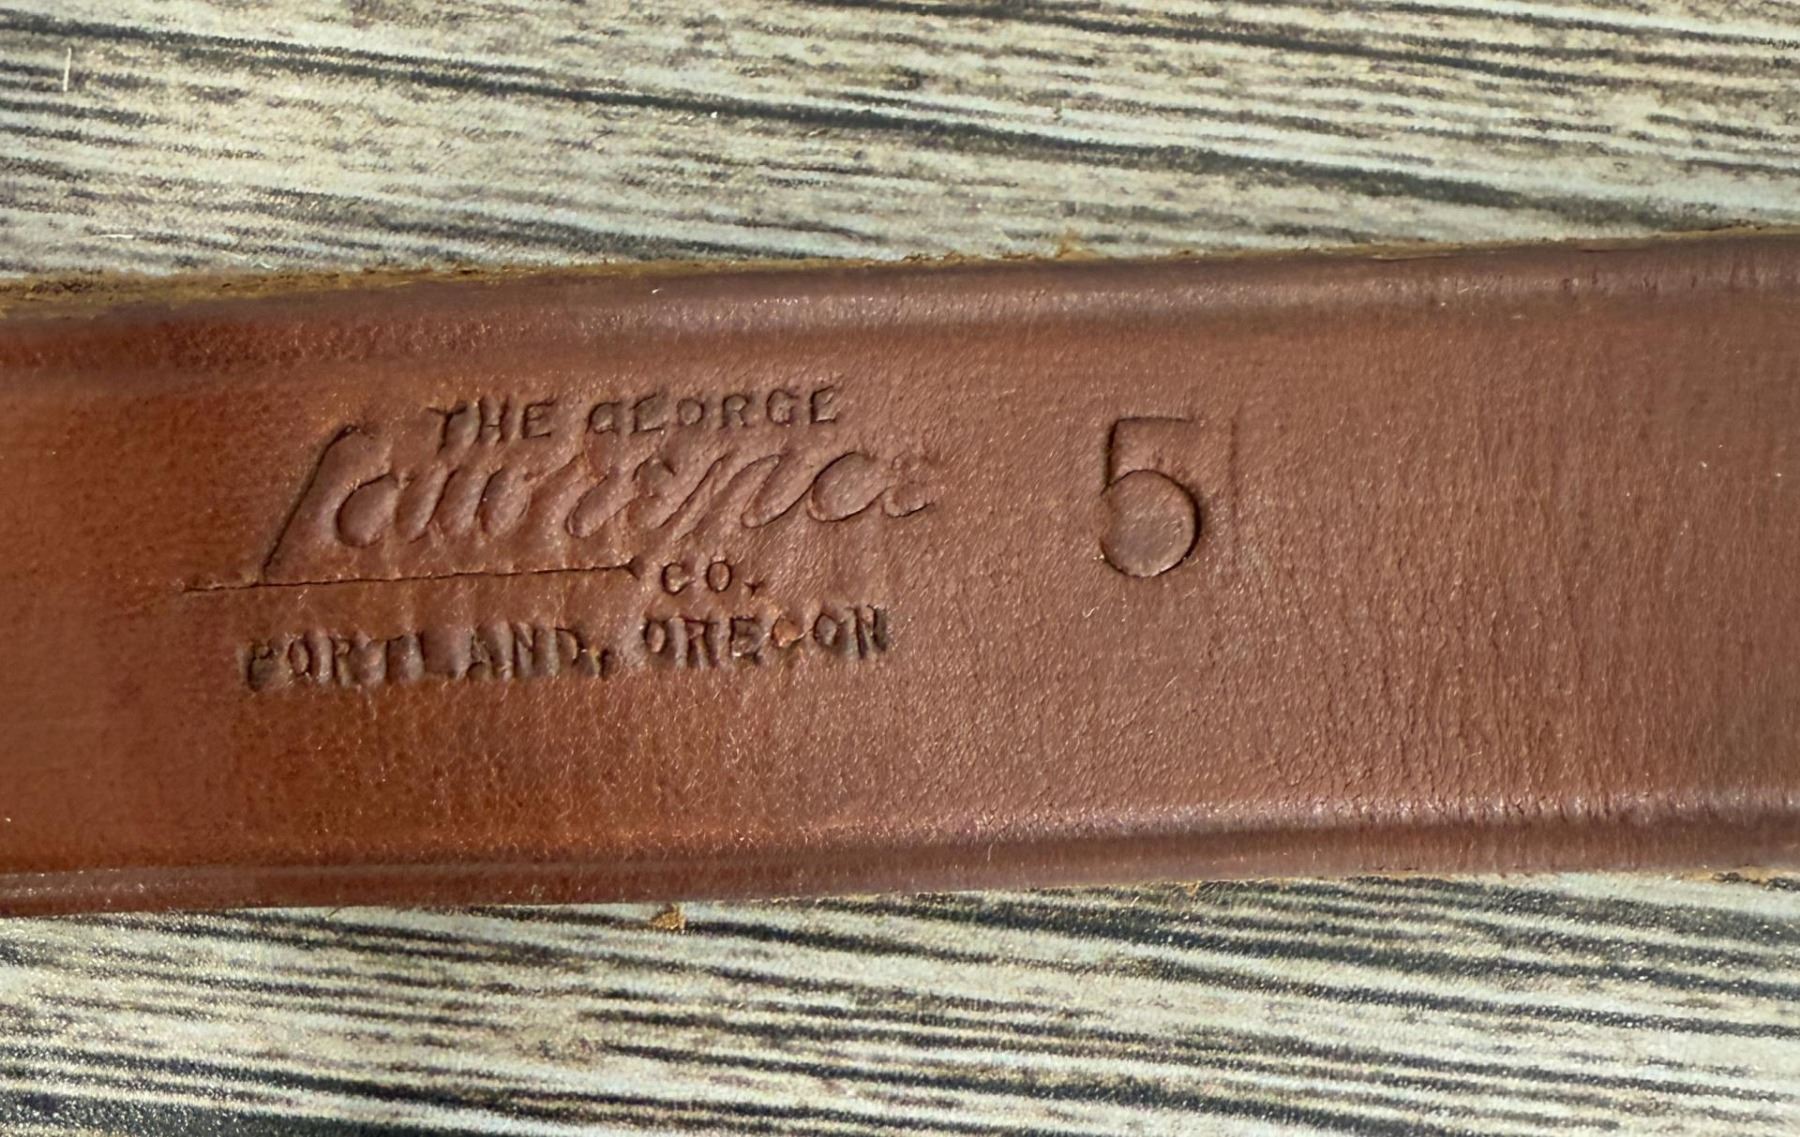 THE GEORGE
Lawrence
CO.
PORTLAND, OREGON
5